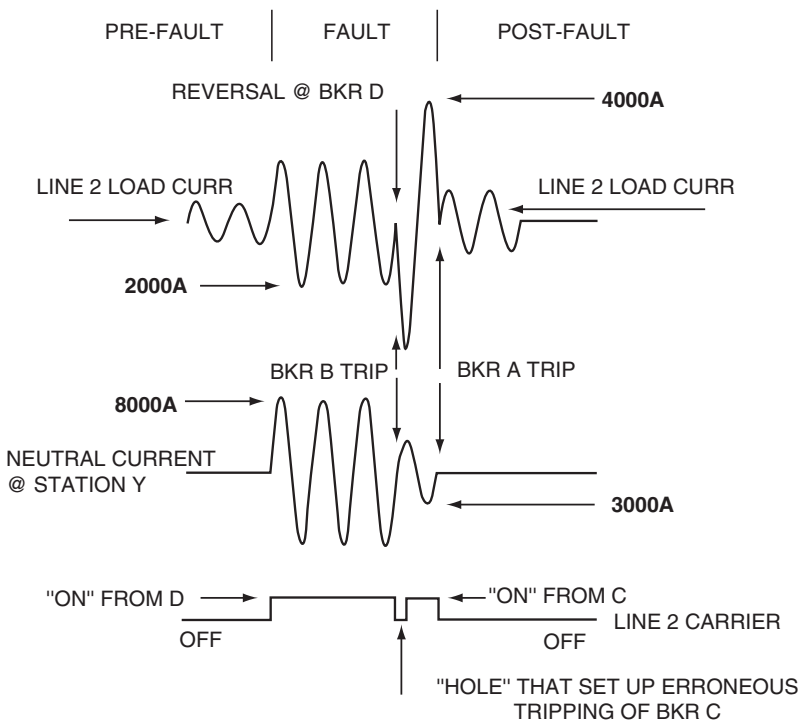 PRE-FAULT
FAULT
POST-FAULT
REVERSAL @ BKR D
4000A
LINE 2 LOAD CURR
LINE 2 LOAD CURR
2000A
BKR B TRIP
BKR A TRIP
8000A
NEUTRAL CURRENT
@ STATION Y
3000A
"ON" FROM D
"ON" FROM C
LINE 2 CARRIER
OFF
OFF
"HOLE" THAT SET UP ERRONEOUS
TRIPPING OF BKR C